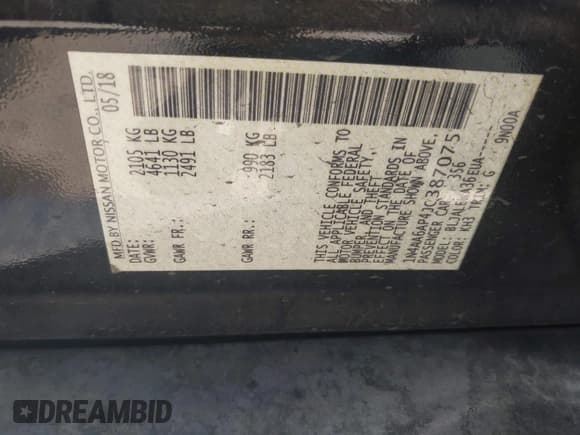 MFD BY NISSAN MOTOR CO., LTD.
DATE: 05/18
GVWR: 2105 KG
4641 LB
GAWR FR.: 1130 KG
2491 LB
GAWR RR.: 990 KG
2183 LB
THIS VEHICLE CONFORMS TO
ALL APPLICABLE FEDERAL
MOTOR VEHICLE SAFETY,
BUMPER, AND THEFT
PREVENTION STANDARDS IN
EFFECT ON THE DATE OF
MANUFACTURE SHOWN ABOVE.
1N4AA6AP4JC387075
PASSENGER CAR 356
MODEL:
COLOR: KH3 TRIM: G
9N00A
DREAMBID